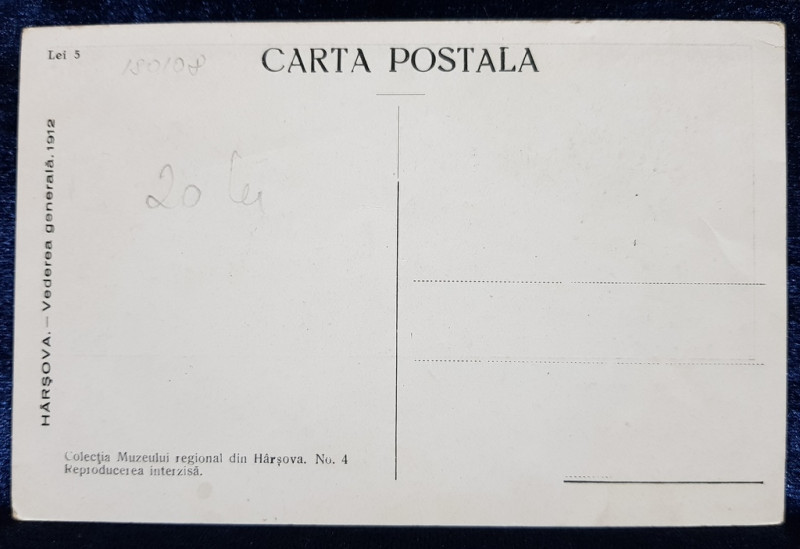 Lei 5
180108
CARTA POSTALA
20 lei
HÂRȘOVA. — Vederea generală. 1912
Colecția Muzeului regional din Hârșova. No. 4
Reproducerea interzisă.